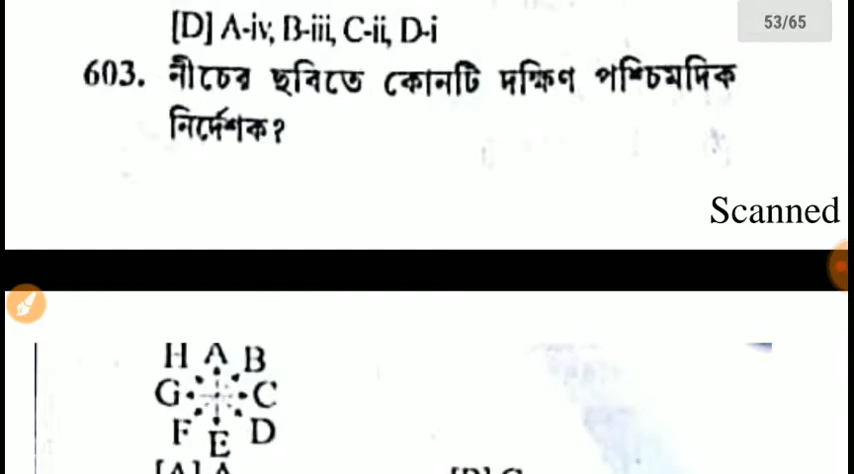 [D] A-iv, B-iii, C-ii, D-i
53/65
603. নীচের ছবিতে কোনটি দক্ষিণ পশ্চিমদিক
নির্দেশক?
Scanned
H A B
G C
F E D
[A] A